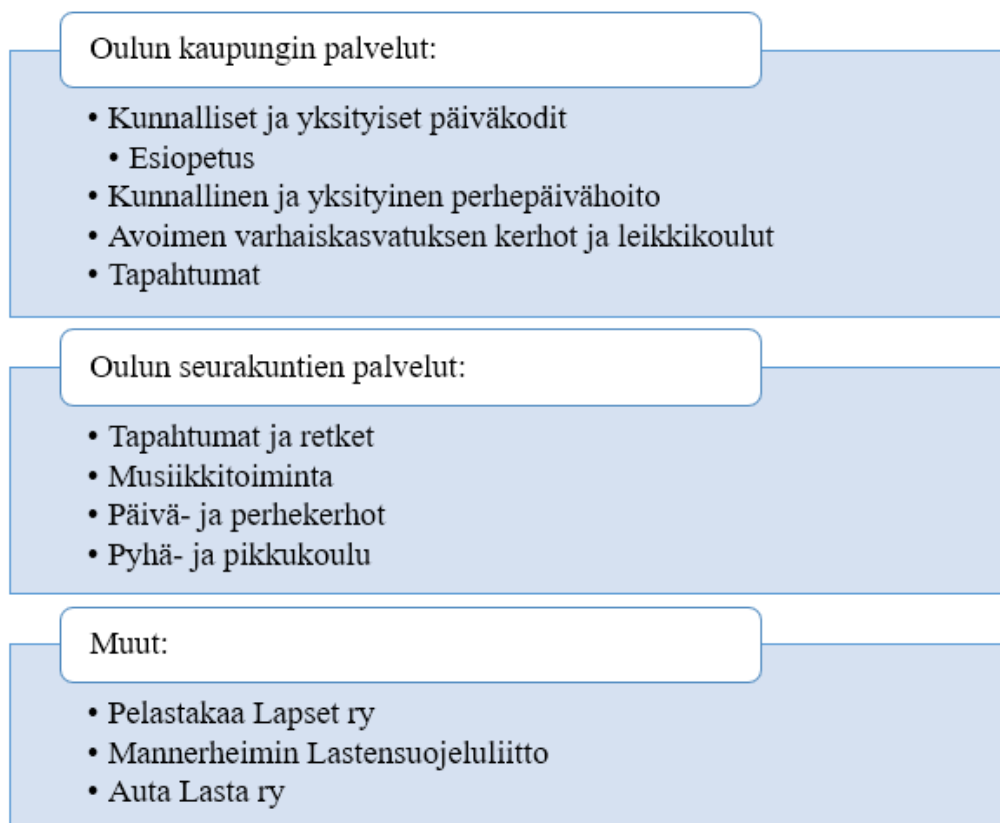 Oulun kaupungin palvelut:
• Kunnalliset ja yksityiset päiväkodit
• Esiopetus
• Kunnallinen ja yksityinen perhepäivähoito
• Avoimen varhaiskasvatuksen kerhot ja leikkikoulut
• Tapahtumat
Oulun seurakuntien palvelut:
• Tapahtumat ja retket
• Musiikkitoiminta
• Päivä- ja perhekerhot
• Pyhä- ja pikkukoulu
Muut:
• Pelastakaa Lapset ry
• Mannerheimin Lastensuojeluliitto
• Auta Lasta ry